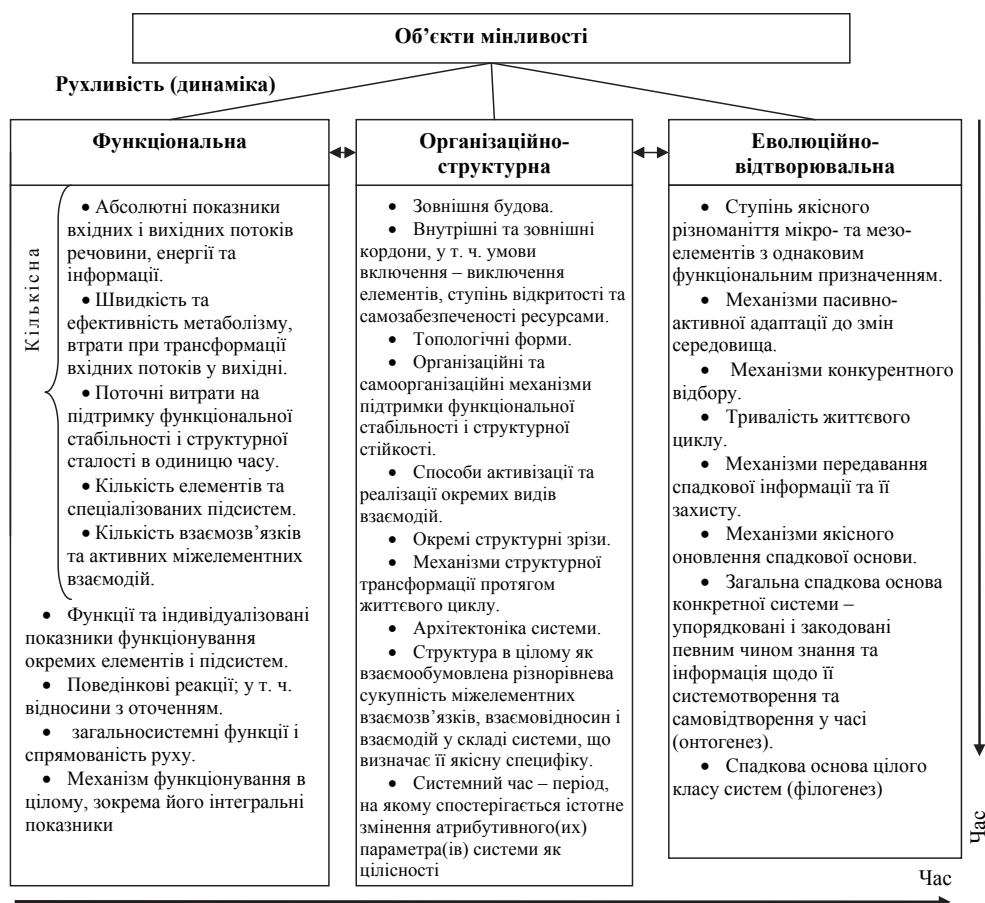 Об’єкти мінливості
Рухливість (динаміка)
Функціональна
Кількісна
• Абсолютні показники
вхідних і вихідних потоків
речовини, енергії та
інформації.
• Швидкість та
ефективність метаболізму,
втрати при трансформації
вхідних потоків у вихідні.
• Поточні витрати на
підтримку функціональної
стабільності і структурної
сталості в одиницю часу.
• Кількість елементів та
спеціалізованих підсистем.
• Кількість взаємозв’язків
та активних міжелементних
взаємодій.
• Функції та індивідуалізовані
показники функціонування
окремих елементів і підсистем.
• Поведінкові реакції; у т. ч.
відносини з оточенням.
• загальносистемні функції і
спрямованість руху.
• Механізм функціонування в
цілому, зокрема його інтегральні
показники
Організаційно-
структурна
• Зовнішня будова.
• Внутрішні та зовнішні
кордони, у т. ч. умови
включення – виключення
елементів, ступінь відкритості та
самозабезпеченості ресурсами.
• Топологічні форми.
• Організаційні та
самоорганізаційні механізми
підтримки функціональної
стабільності і структурної
стійкості.
• Способи активізації та
реалізації окремих видів
взаємодій.
• Окремі структурні зрізи.
• Механізми структурної
трансформації протягом
життєвого циклу.
• Архітектоніка системи.
• Структура в цілому як
взаємообумовлена різнорівнева
сукупність міжелементних
взаємозв’язків, взаємовідносин і
взаємодій у складі системи, що
визначає її якісну специфіку.
• Системний час – період,
на якому спостерігається істотне
змінення атрибутивного(их)
параметра(ів) системи як
цілісності
Еволюційно-
відтворювальна
• Ступінь якісного
різноманіття мікро- та мезо-
елементів з однаковим
функціональним призначенням.
• Механізми пасивно-
активної адаптації до змін
середовища.
• Механізми конкурентного
відбору.
• Тривалість життєвого
циклу.
• Механізми передавання
спадкової інформації та її
захисту.
• Механізми якісного
оновлення спадкової основи.
• Загальна спадкова основа
конкретної системи –
упорядковані і закодовані
певним чином знання та
інформація щодо її
системотворення та
самовідтворення у часі
(онтогенез).
• Спадкова основа цілого
класу систем (філогенез)
Час
Час